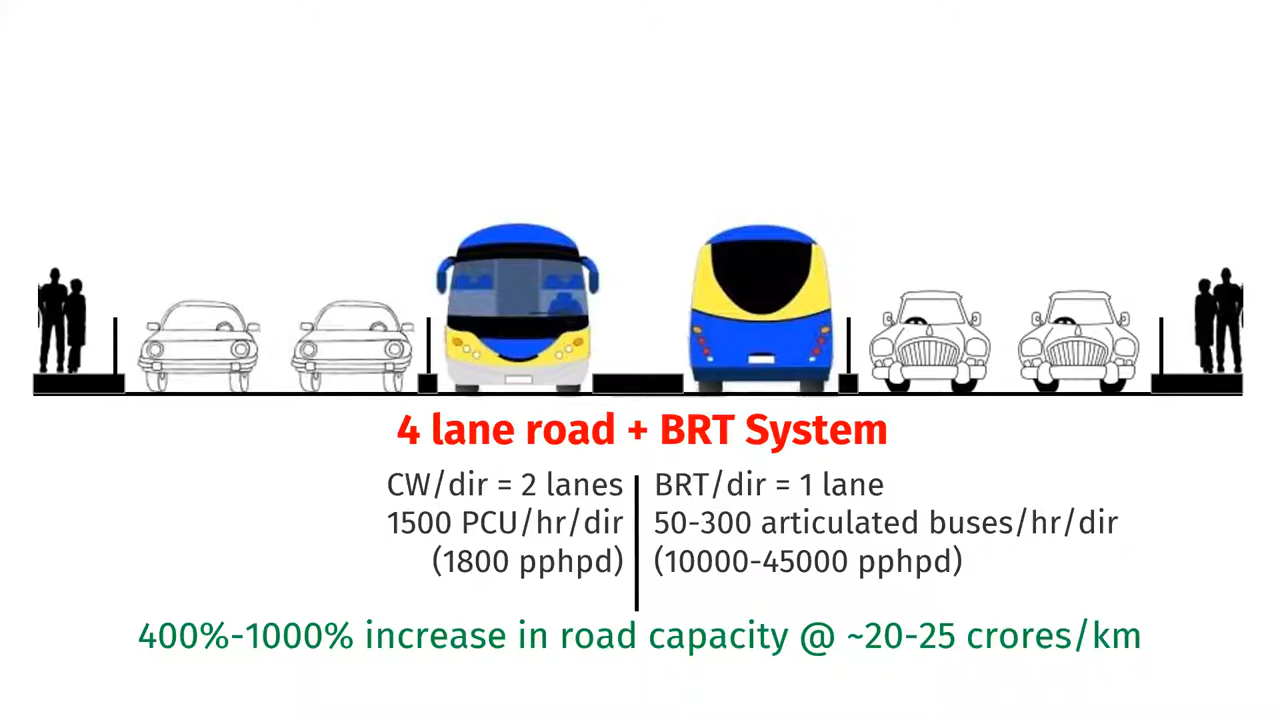 4 lane road + BRT System
CW/dir = 2 lanes
1500 PCU/hr/dir
(1800 pphpd)
BRT/dir = 1 lane
50-300 articulated buses/hr/dir
(10000-45000 pphpd)
400%-1000% increase in road capacity @ ~20-25 crores/km